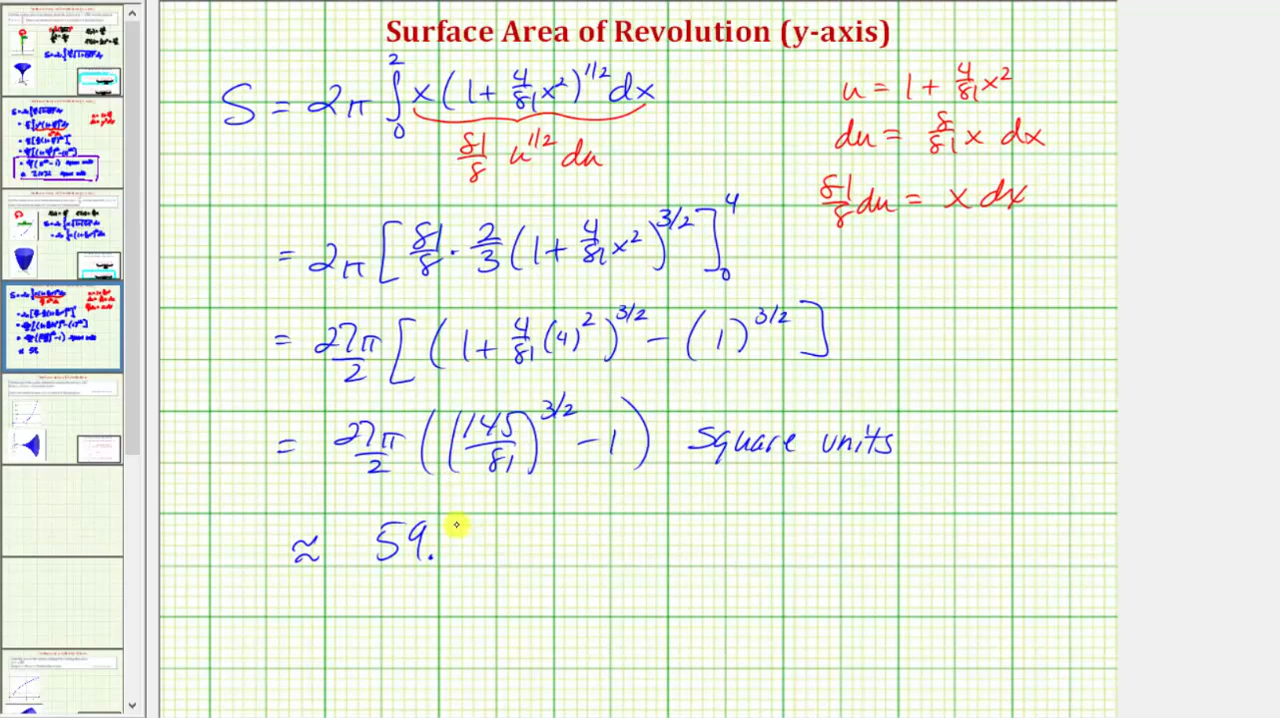 Surface Area of Revolution (y-axis)
S = 2π ∫₀² x(1 + 4/81 x²)^1/2 dx
81/8 u^1/2 du
u = 1 + 4/81 x²
du = 8/81 x dx
81/8 du = x dx
= 2π [81/8 · 2/3 (1 + 4/81 x²)^3/2]₀⁴
= 27π/2 [(1 + 4/81 (4)²)^3/2 − (1)^3/2]
= 27π/2 ((145/81)^3/2 − 1) square units
≈ 59.